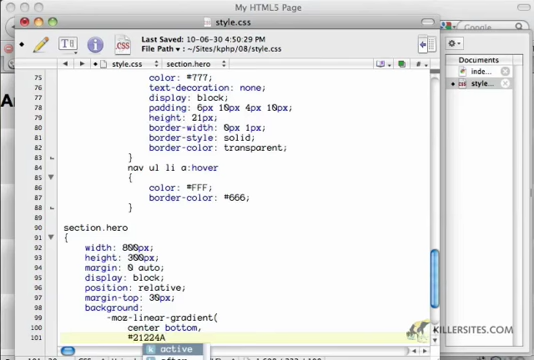 My HTML5 Page
style.css
Last Saved: 10-06-30 4:50:29 PM
File Path ▾: ~/Sites/kphp/08/style.css
Google
style.css
section.hero
Documents
inde...
style...
75 color: #777;
76 text-decoration: none;
77 display: block;
78 padding: 6px 10px 4px 10px;
79 height: 21px;
80 border-width: 0px 1px;
81 border-style: solid;
82 border-color: transparent;
83 }
84 nav ul li a:hover
85 {
86 color: #FFF;
87 border-color: #666;
88 }
89
90 section.hero
91 {
92 width: 800px;
93 height: 300px;
94 margin: 0 auto;
95 display: block;
96 position: relative;
97 margin-top: 30px;
98 background:
99 -moz-linear-gradient(
100 center bottom,
101 #21224A
active
KILLERSITES.COM